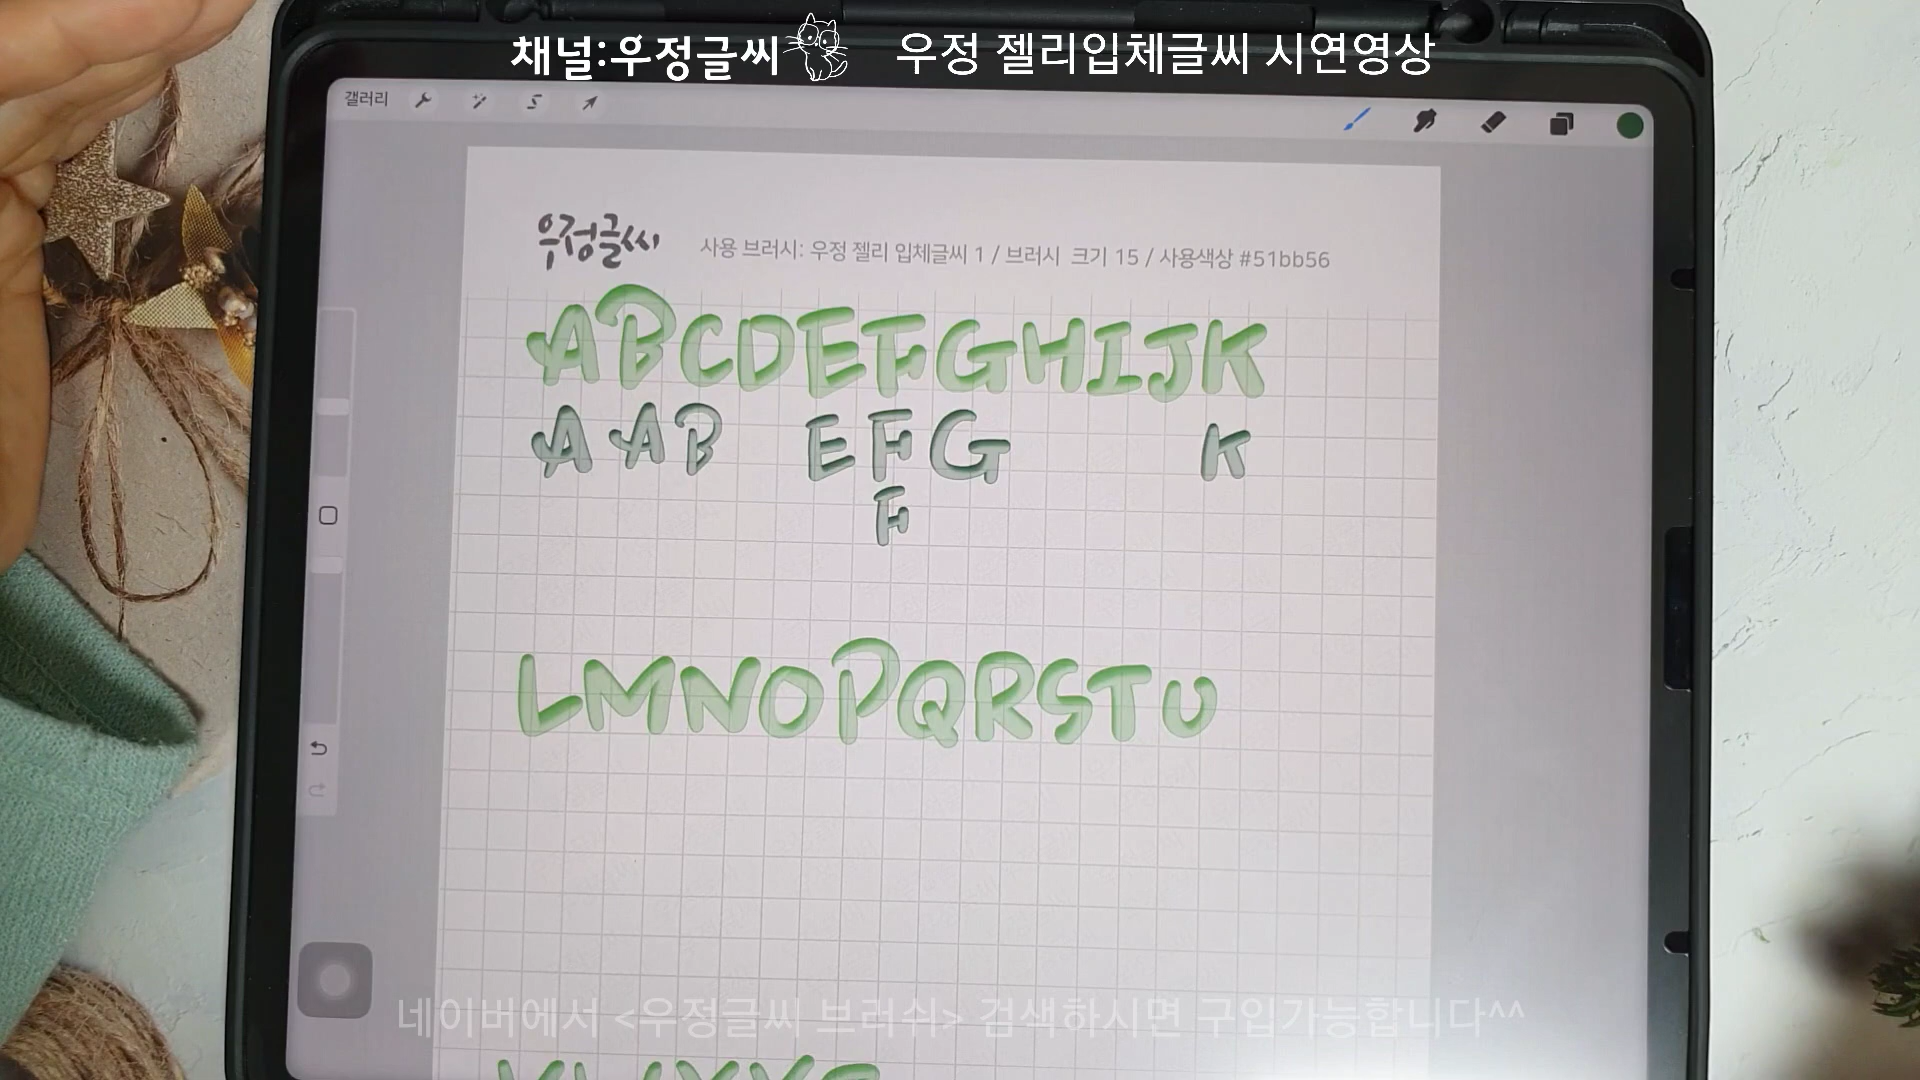 채널:우정글씨 우정 젤리입체글씨 시연영상
갤러리
우정글씨 사용 브러시: 우정 젤리 입체글씨 1 / 브러시 크기 15 / 사용색상 #51bb56
ABCDEFGHIJK
A A B E F G K
F
LMNOPQRSTU
네이버에서 <우정글씨 브러쉬> 검색하시면 구입가능합니다^^